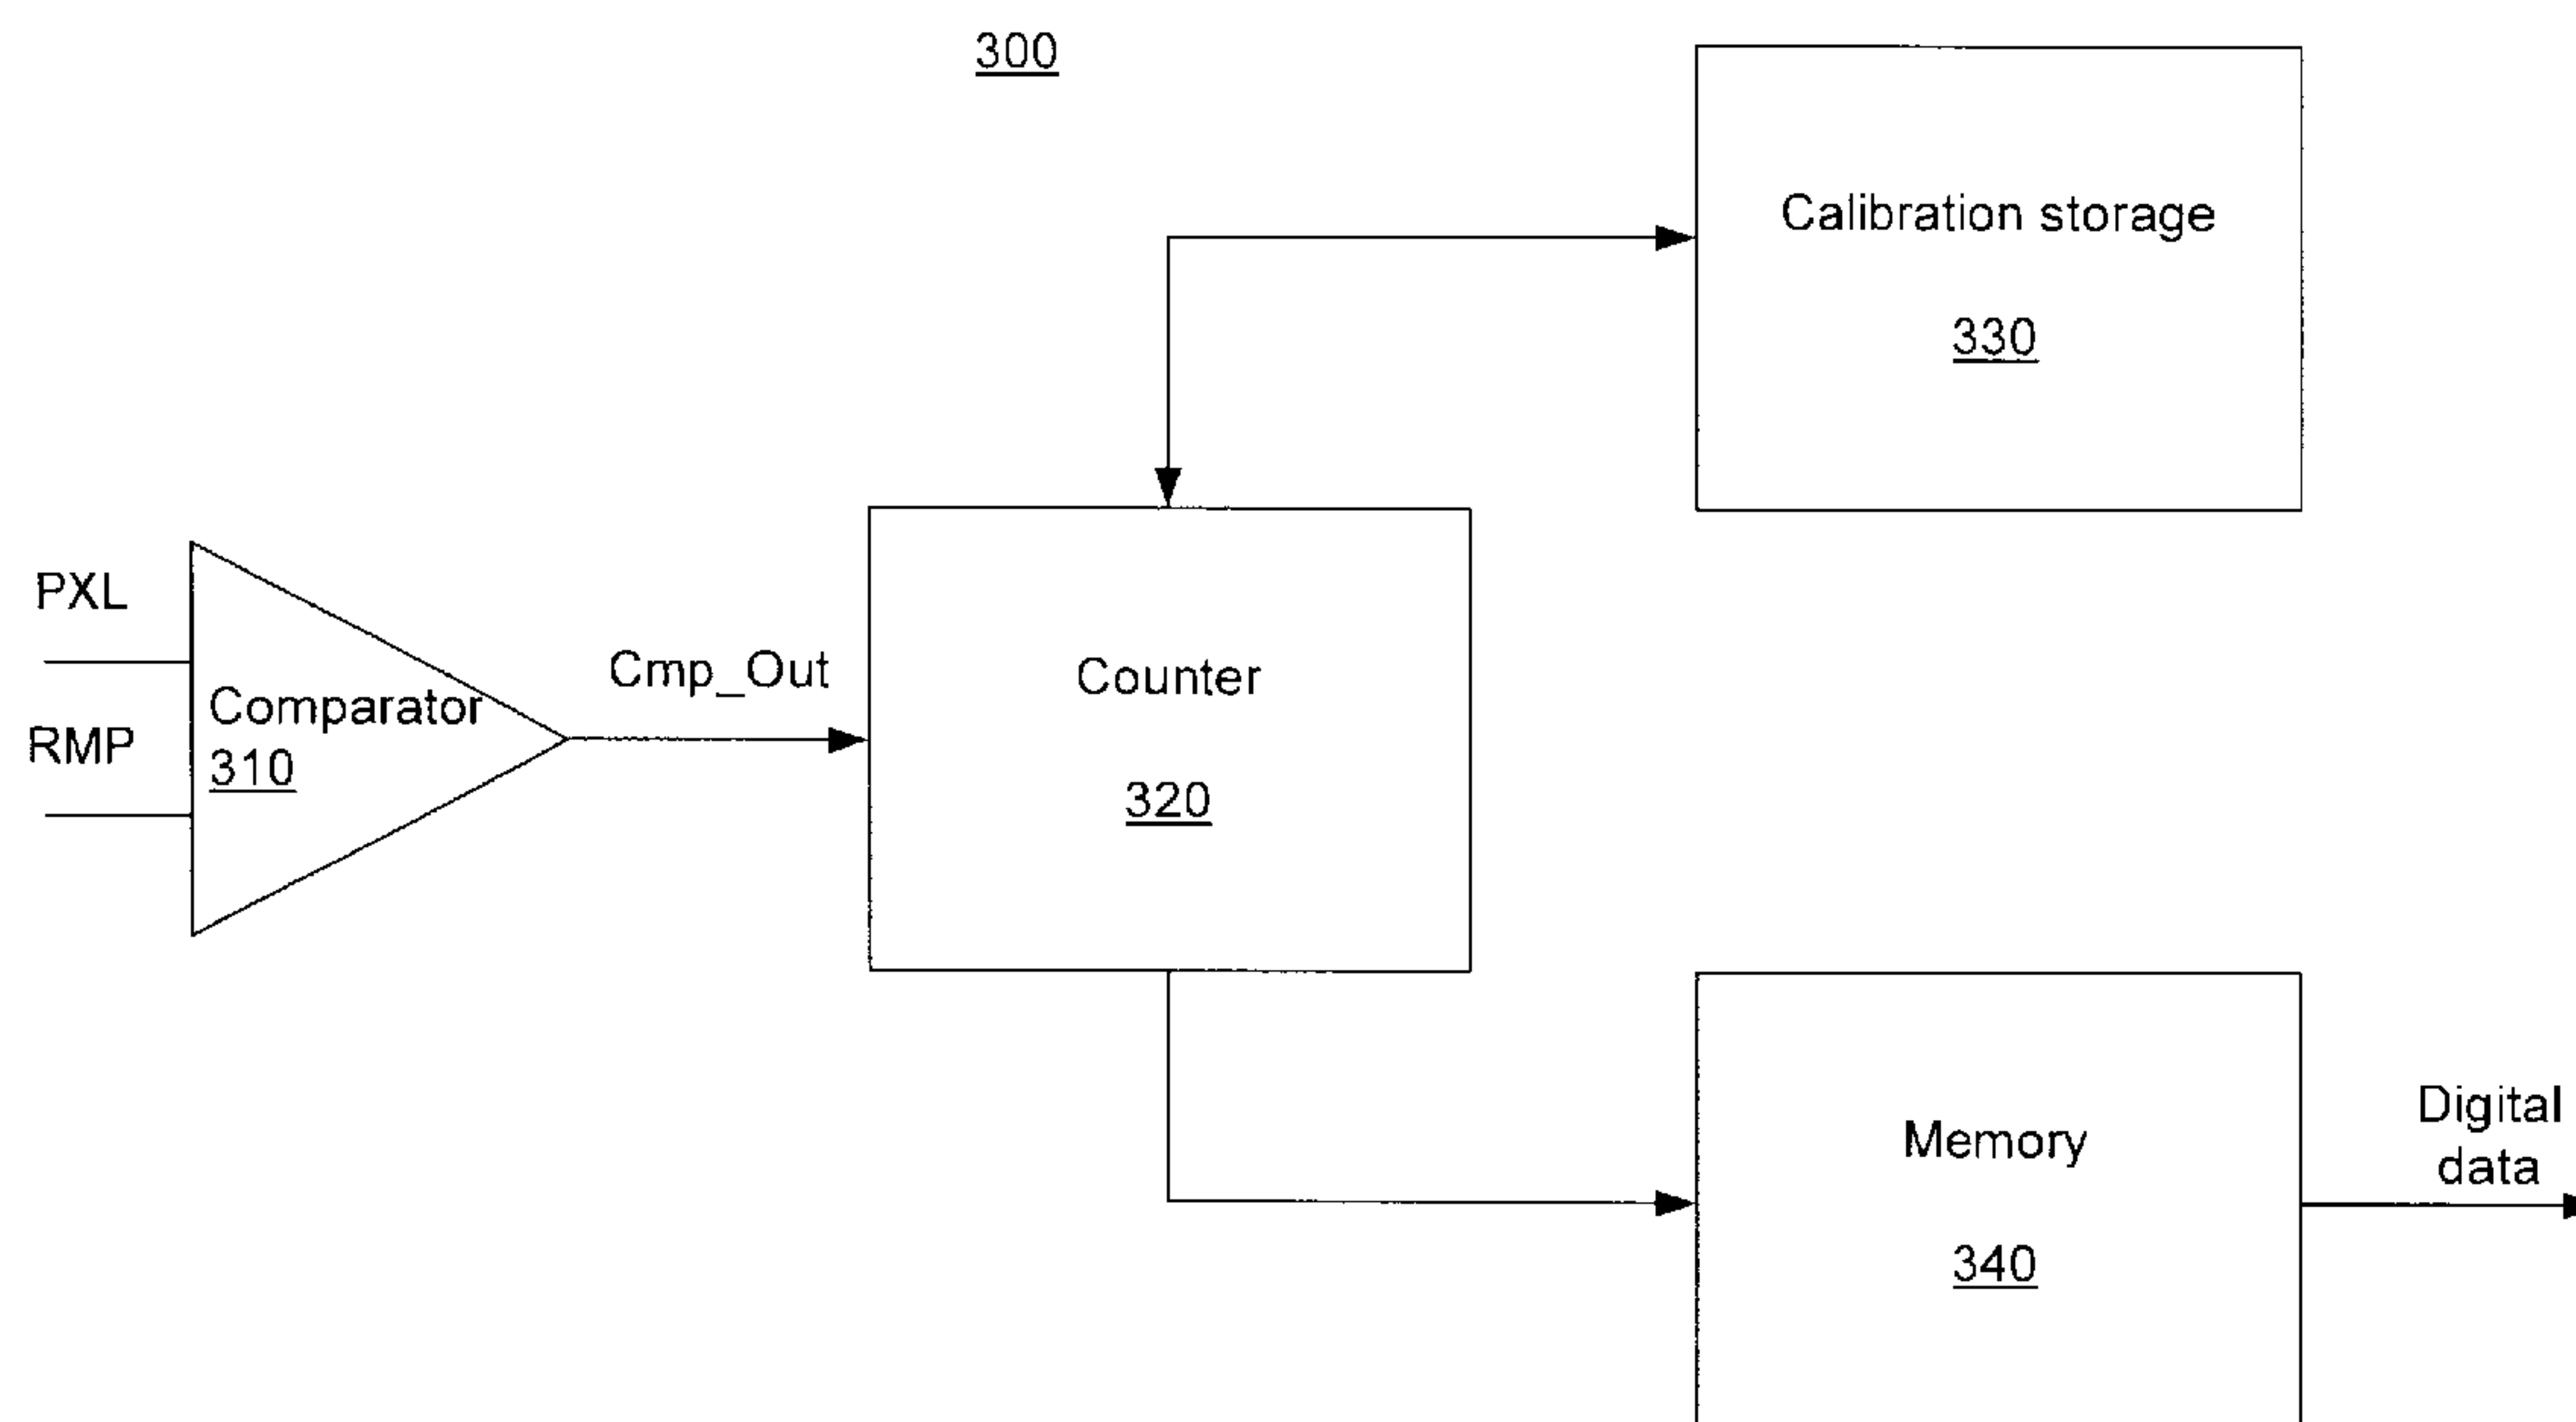 300
Calibration storage
330
PXL
RMP
Comparator
310
Cmp_Out
Counter
320
Memory
340
Digital
data